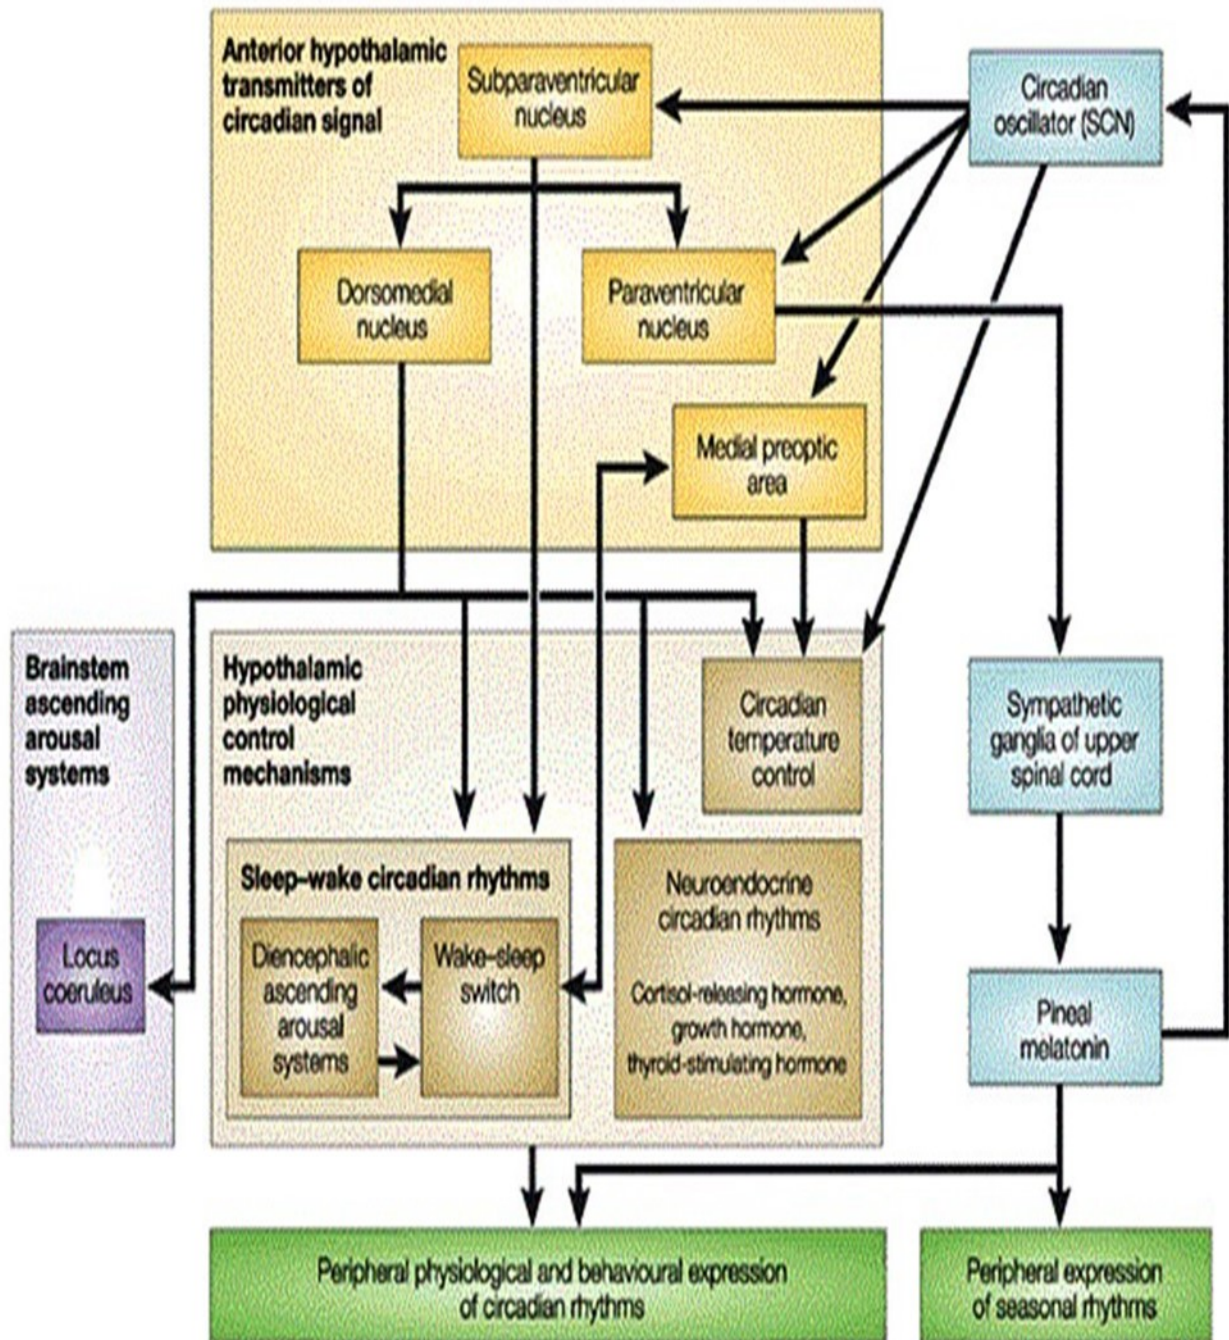 Anterior hypothalamic
transmitters of
circadian signal
Subparaventricular
nucleus
Circadian
oscillator (SCN)
Dorsomedial
nucleus
Paraventricular
nucleus
Medial preoptic
area
Brainstem
ascending
arousal
systems
Hypothalamic
physiological
control
mechanisms
Circadian
temperature
control
Sympathetic
ganglia of upper
spinal cord
Sleep–wake circadian rhythms
Locus
coeruleus
Diencephalic
ascending
arousal
systems
Wake–sleep
switch
Neuroendocrine
circadian rhythms
Cortisol-releasing hormone,
growth hormone,
thyroid-stimulating hormone
Pineal
melatonin
Peripheral physiological and behavioural expression
of circadian rhythms
Peripheral expression
of seasonal rhythms